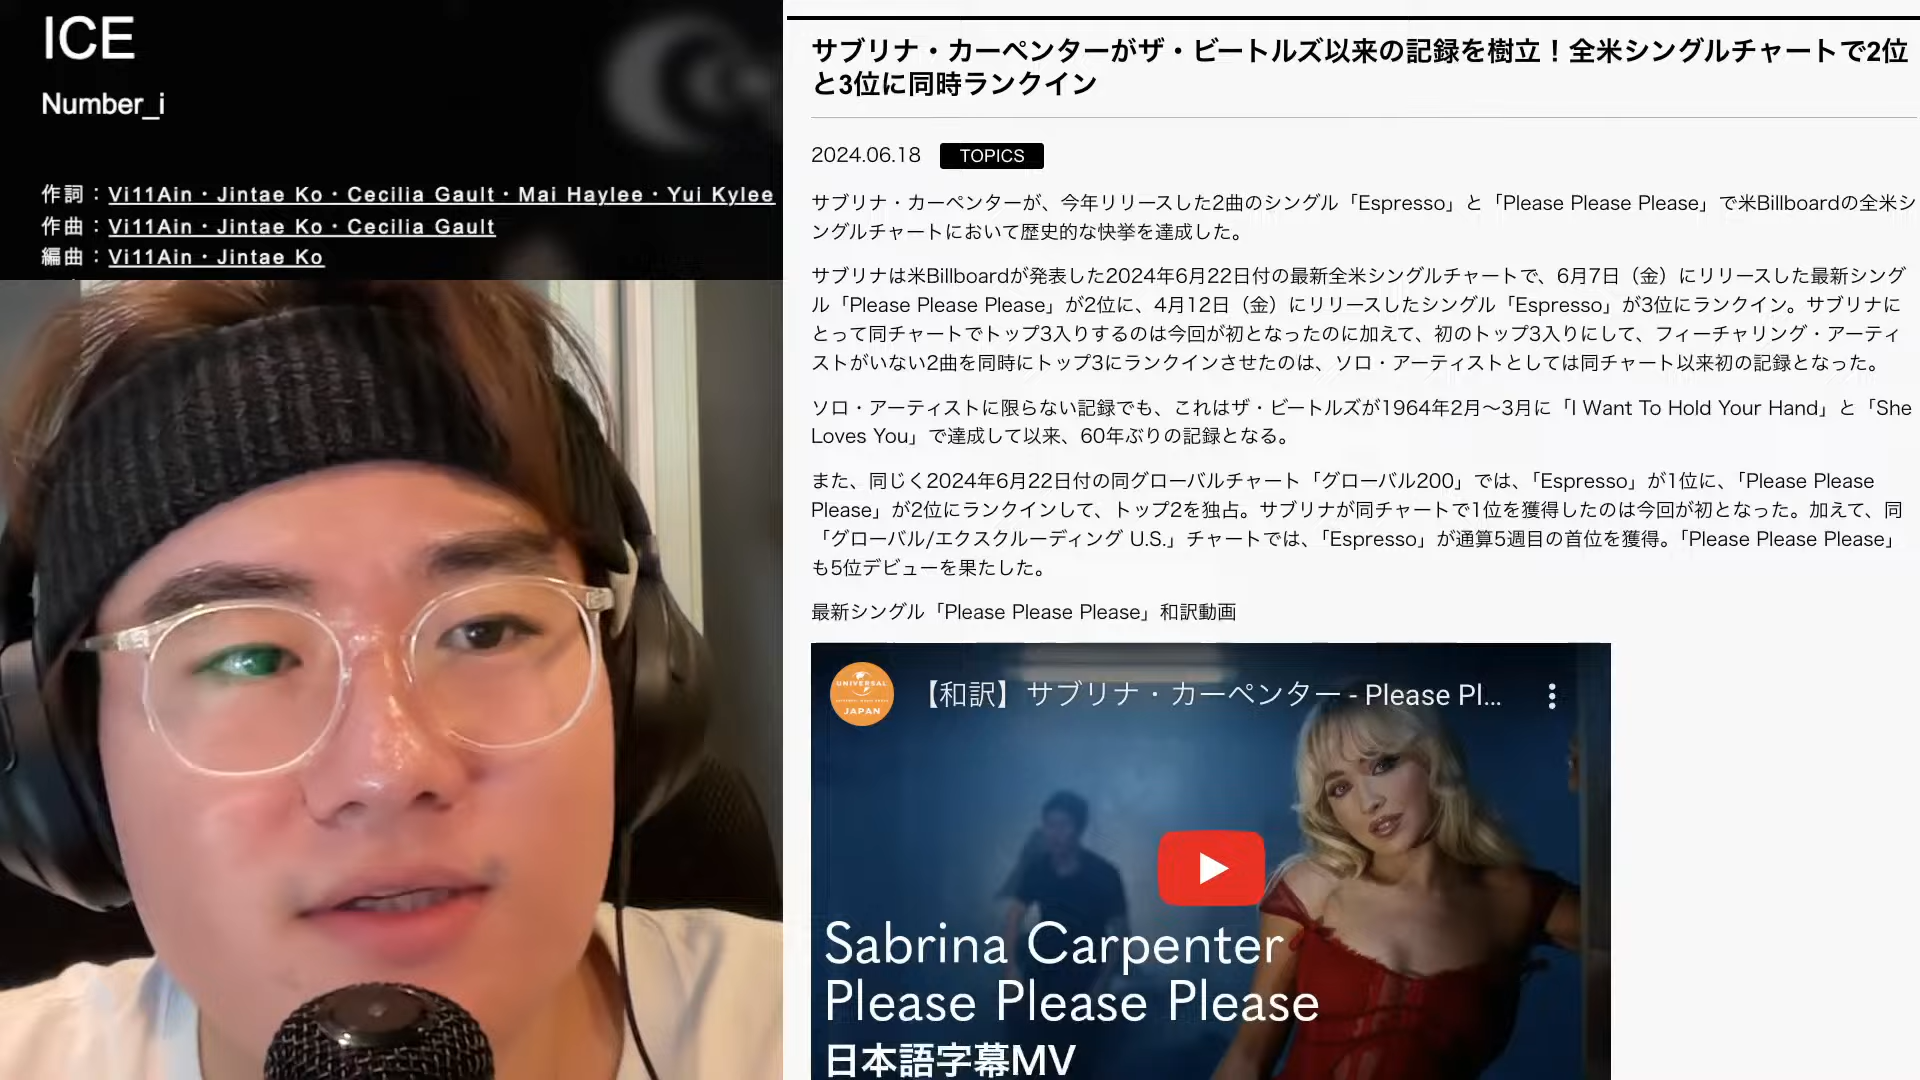 ICE
Number_i
作詞：Vi11Ain・Jintae Ko・Cecilia Gault・Mai Haylee・Yui Kylee
作曲：Vi11Ain・Jintae Ko・Cecilia Gault
編曲：Vi11Ain・Jintae Ko
サブリナ・カーペンターがザ・ビートルズ以来の記録を樹立！全米シングルチャートで2位
と3位に同時ランクイン
2024.06.18 TOPICS
サブリナ・カーペンターが、今年リリースした2曲のシングル「Espresso」と「Please Please Please」で米Billboardの全米シ
ングルチャートにおいて歴史的な快挙を達成した。
サブリナは米Billboardが発表した2024年6月22日付の最新全米シングルチャートで、6月7日（金）にリリースした最新シング
ル「Please Please Please」が2位に、4月12日（金）にリリースしたシングル「Espresso」が3位にランクイン。サブリナに
とって同チャートでトップ3入りするのは今回が初となったのに加えて、初のトップ3入りにして、フィーチャリング・アーティ
ストがいない2曲を同時にトップ3にランクインさせたのは、ソロ・アーティストとしては同チャート以来初の記録となった。
ソロ・アーティストに限らない記録でも、これはザ・ビートルズが1964年2月～3月に「I Want To Hold Your Hand」と「She
Loves You」で達成して以来、60年ぶりの記録となる。
また、同じく2024年6月22日付の同グローバルチャート「グローバル200」では、「Espresso」が1位に、「Please Please
Please」が2位にランクインして、トップ2を独占。サブリナが同チャートで1位を獲得したのは今回が初となった。加えて、同
「グローバル/エクスクルーディング U.S.」チャートでは、「Espresso」が通算5週目の首位を獲得。「Please Please Please」
も5位デビューを果たした。
最新シングル「Please Please Please」和訳動画
UNIVERSAL
JAPAN
【和訳】サブリナ・カーペンター - Please Pl...
Sabrina Carpenter
Please Please Please
日本語字幕MV